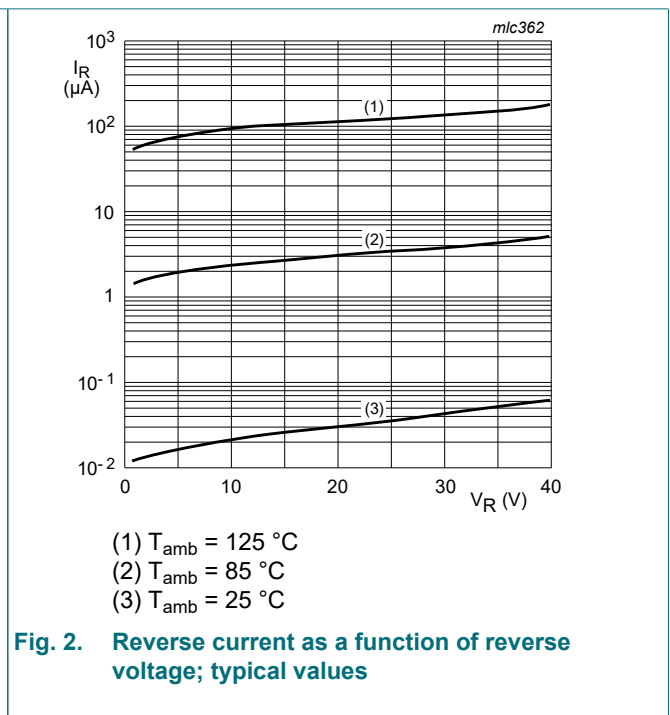 mlc362
10³
I_R
(μA)
10²
10
1
10⁻ ¹
10⁻ ²
(1)
(2)
(3)
0 10 20 30 40
V_R (V)
(1) T_amb = 125 °C
(2) T_amb = 85 °C
(3) T_amb = 25 °C
Fig. 2. Reverse current as a function of reverse
voltage; typical values